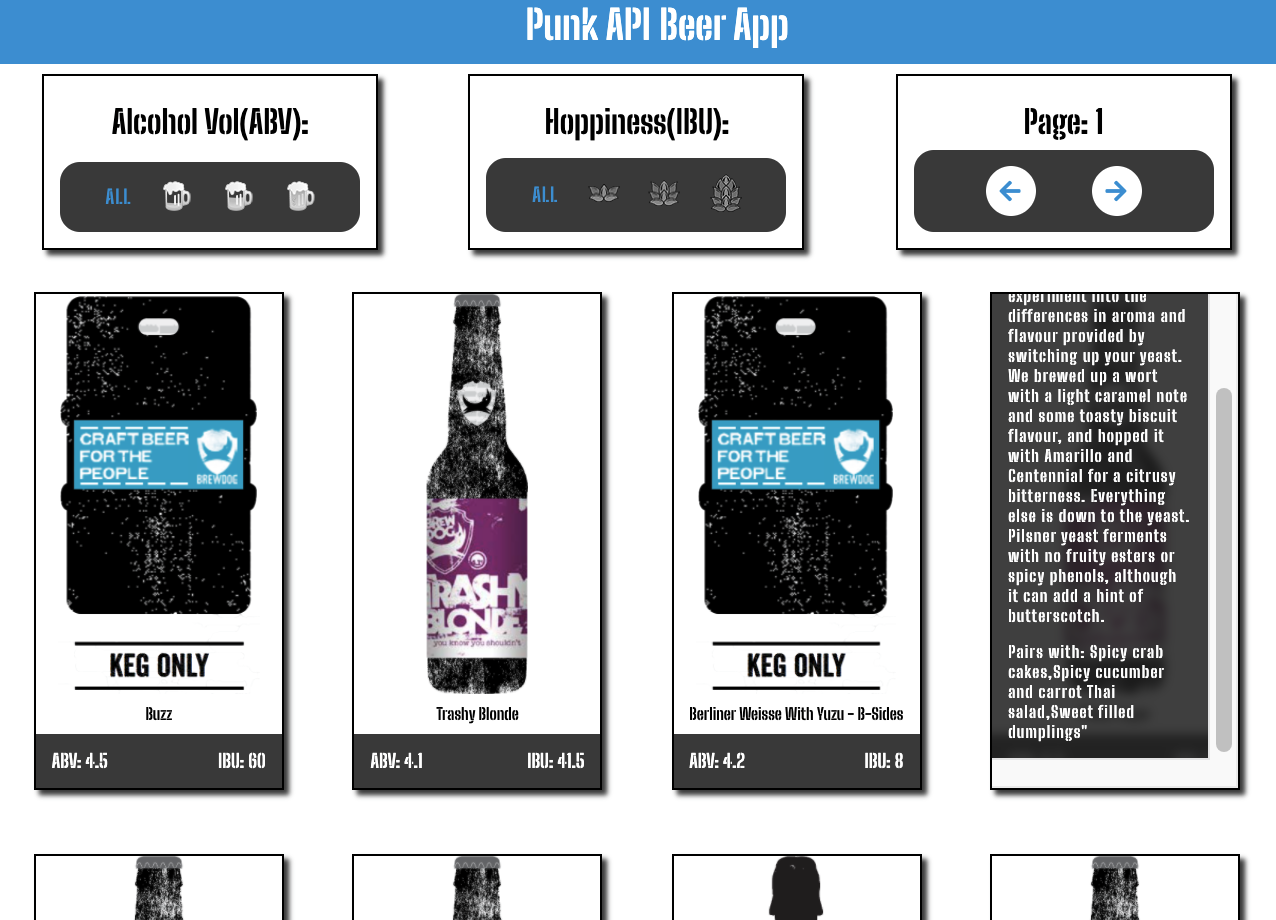 Punk API Beer App
Alcohol Vol(ABV):
ALL
Hoppiness(IBU):
ALL
Page: 1
CRAFT BEER
FOR THE
PEOPLE
BREWDOG
KEG ONLY
Buzz
ABV: 4.5
IBU: 60
BREW
DOG
TRASHY
BLONDE
you know you shouldn't
Trashy Blonde
ABV: 4.1
IBU: 41.5
CRAFT BEER
FOR THE
PEOPLE
BREWDOG
KEG ONLY
Berliner Weisse With Yuzu - B-Sides
ABV: 4.2
IBU: 8
experiment into the
differences in aroma and
flavour provided by
switching up your yeast.
We brewed up a wort
with a light caramel note
and some toasty biscuit
flavour, and hopped it
with Amarillo and
Centennial for a citrusy
bitterness. Everything
else is down to the yeast.
Pilsner yeast ferments
with no fruity esters or
spicy phenols, although
it can add a hint of
butterscotch.
Pairs with: Spicy crab
cakes,Spicy cucumber
and carrot Thai
salad,Sweet filled
dumplings"